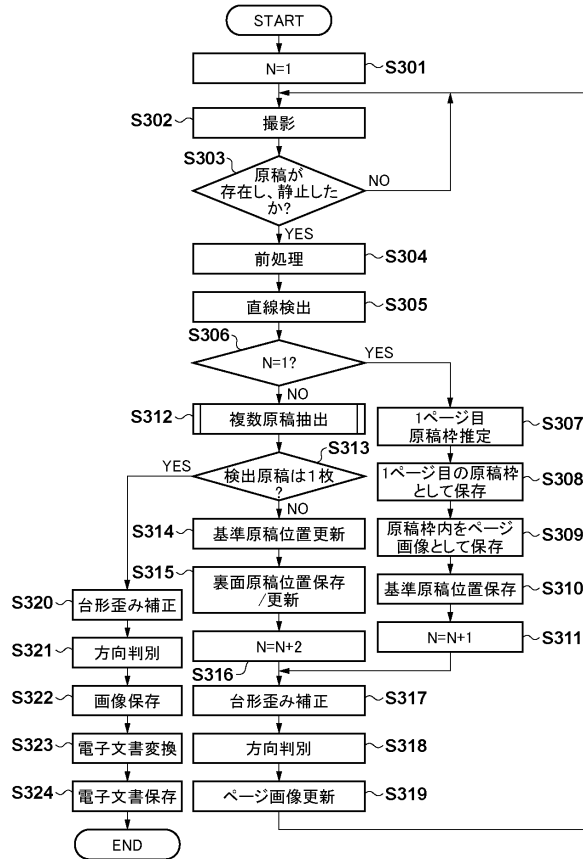 START
N=1
S301
S302
撮影
S303
原稿が
存在し、静止した
か?
NO
YES
前処理
S304
直線検出
S305
S306
N=1?
YES
NO
S312
複数原稿抽出
1ページ目
原稿枠推定
S307
S313
検出原稿は1枚
?
YES
NO
1ページ目の原稿枠
として保存
S308
S314
基準原稿位置更新
原稿枠内をページ
画像として保存
S309
S315
裏面原稿位置保存
/更新
基準原稿位置保存
S310
S320
台形歪み補正
N=N+2
S316
N=N+1
S311
S321
方向判別
台形歪み補正
S317
S322
画像保存
方向判別
S318
S323
電子文書変換
ページ画像更新
S319
S324
電子文書保存
END